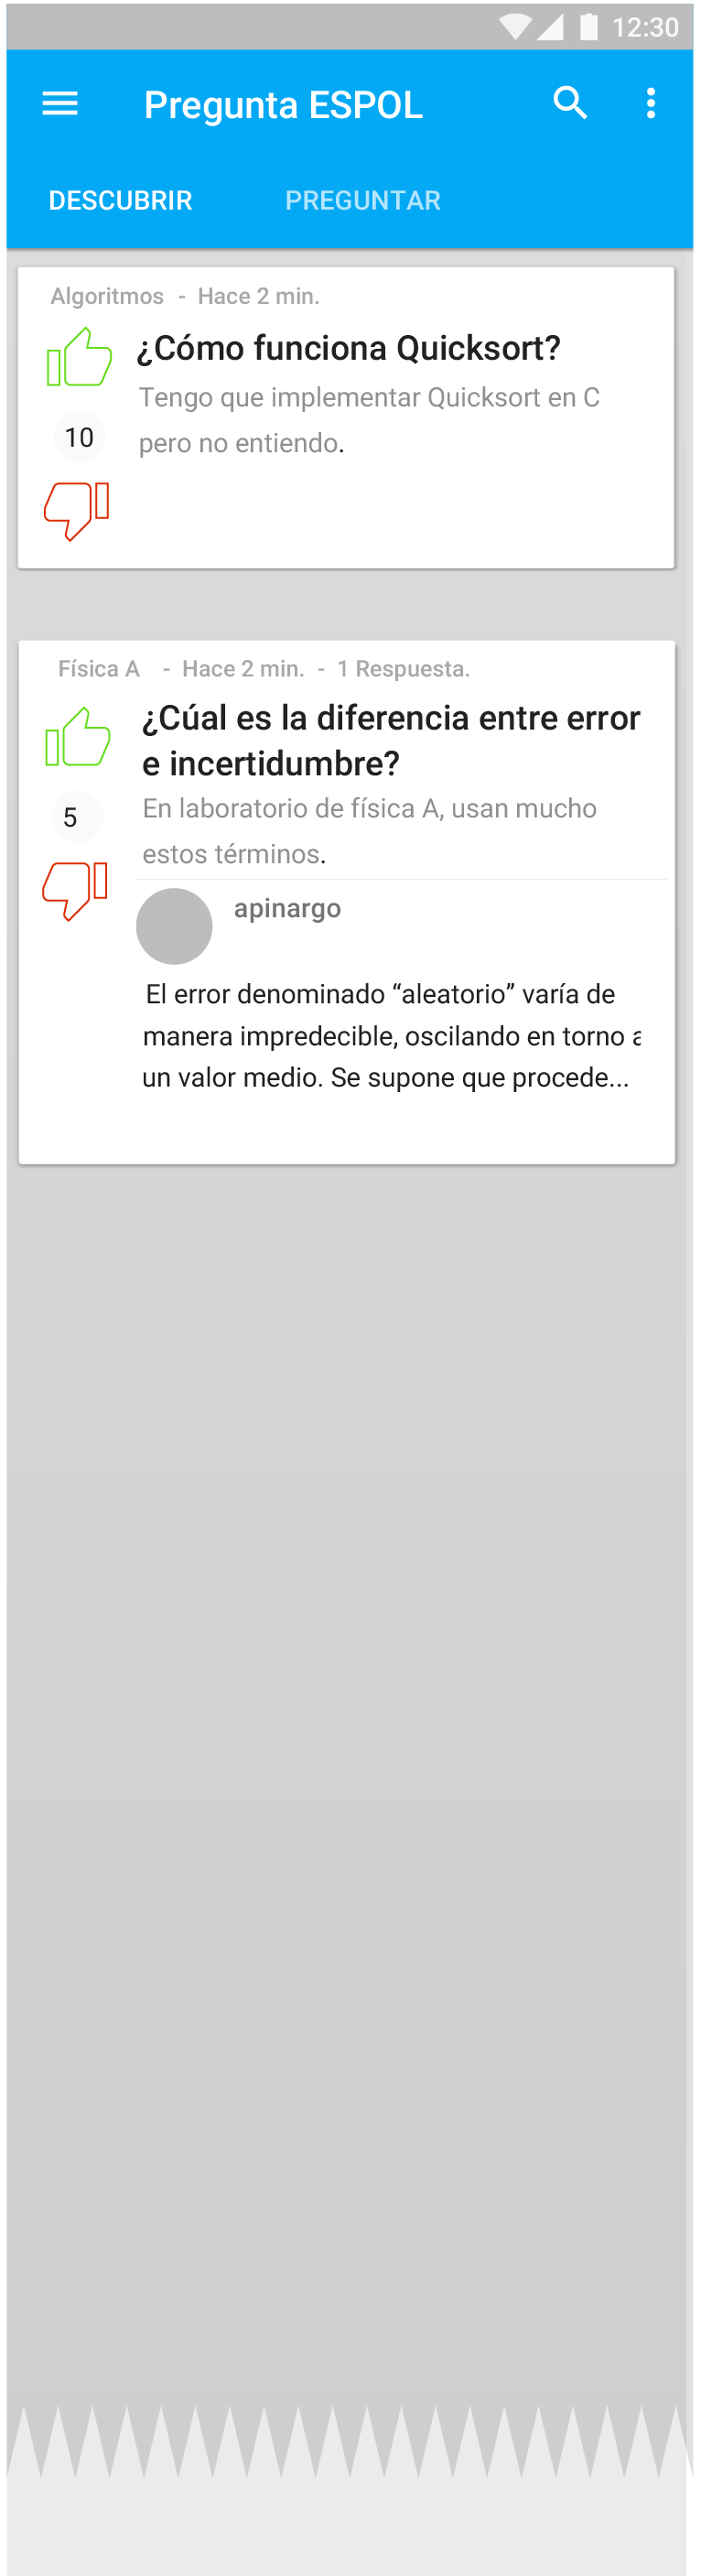 12:30
Pregunta ESPOL
DESCUBRIR PREGUNTAR
Algoritmos - Hace 2 min.
¿Cómo funciona Quicksort?
Tengo que implementar Quicksort en C
pero no entiendo.
10
Física A - Hace 2 min. - 1 Respuesta.
¿Cúal es la diferencia entre error
e incertidumbre?
En laboratorio de física A, usan mucho
estos términos.
5
apinargo
El error denominado “aleatorio” varía de
manera impredecible, oscilando en torno a
un valor medio. Se supone que procede...